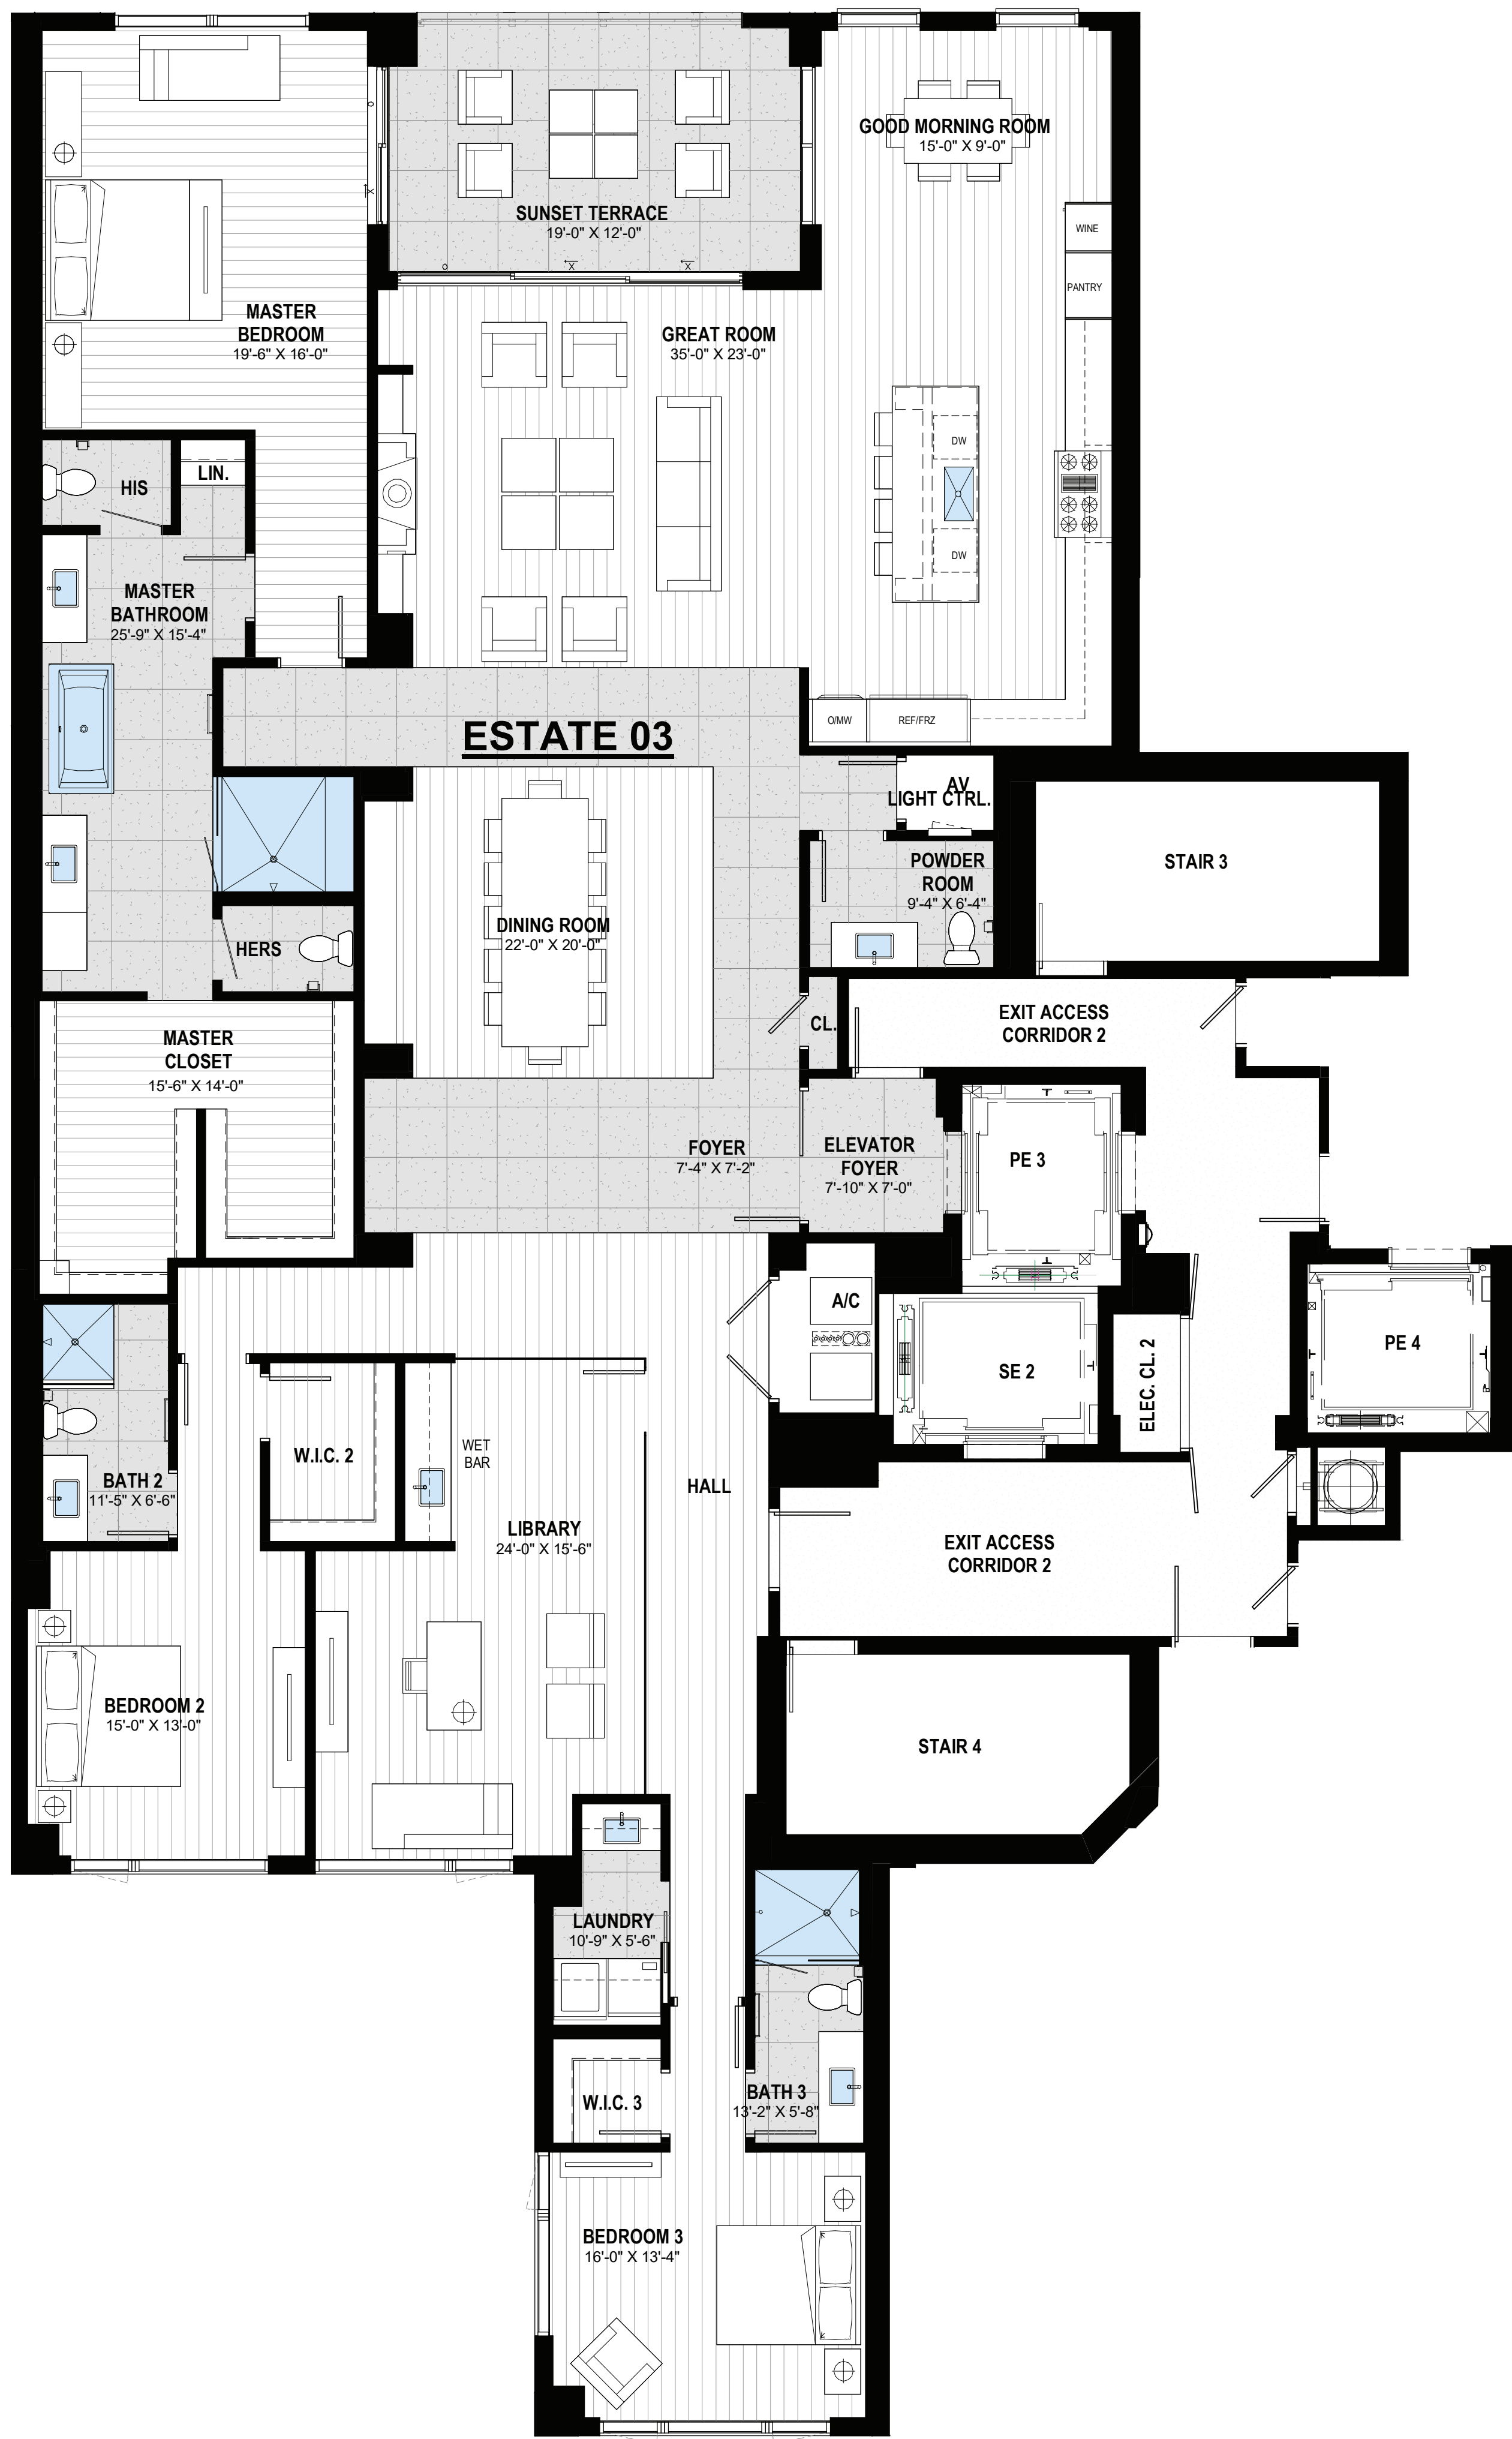 GOOD MORNING ROOM
15'-0" X 9'-0"
SUNSET TERRACE
19'-0" X 12'-0"
WINE
PANTRY
X
O
X
X
MASTER
BEDROOM
19'-6" X 16'-0"
GREAT ROOM
35'-0" X 23'-0"
DW
DW
HIS
LIN.
MASTER
BATHROOM
25'-9" X 15'-4"
ESTATE 03
O/MW
REF/FRZ
AV
LIGHT CTRL.
POWDER
ROOM
9'-4" X 6'-4"
STAIR 3
DINING ROOM
22'-0" X 20'-0"
HERS
CL.
EXIT ACCESS
CORRIDOR 2
MASTER
CLOSET
15'-6" X 14'-0"
FOYER
7'-4" X 7'-2"
ELEVATOR
FOYER
7'-10" X 7'-0"
PE 3
A/C
SE 2
ELEC. CL. 2
PE 4
W.I.C. 2
WET
BAR
HALL
BATH 2
11'-5" X 6'-6"
LIBRARY
24'-0" X 15'-6"
EXIT ACCESS
CORRIDOR 2
BEDROOM 2
15'-0" X 13'-0"
STAIR 4
LAUNDRY
10'-9" X 5'-6"
W.I.C. 3
BATH 3
13'-2" X 5'-8"
BEDROOM 3
16'-0" X 13'-4"